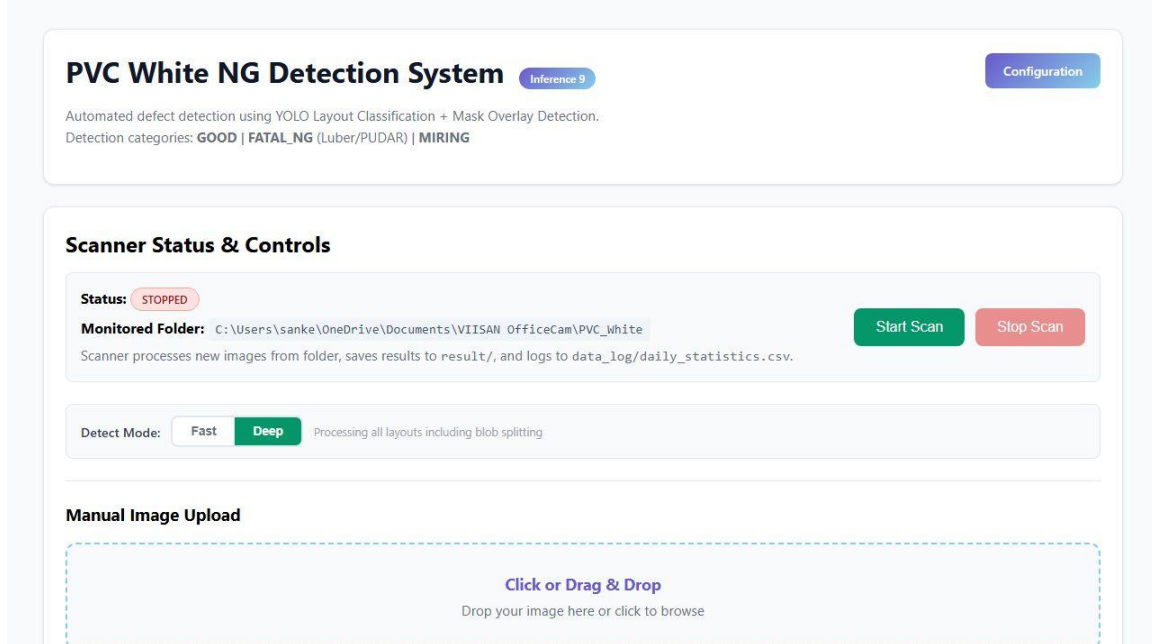 PVC White NG Detection System
Inference 9
Configuration
Automated defect detection using YOLO Layout Classification + Mask Overlay Detection.
Detection categories: GOOD | FATAL_NG (Luber/PUDAR) | MIRING
Scanner Status & Controls
Status: STOPPED
Monitored Folder: C:\Users\sanke\OneDrive\Documents\VIISAN OfficeCam\PVC_White
Start Scan
Stop Scan
Scanner processes new images from folder, saves results to result/, and logs to data_log/daily_statistics.csv.
Detect Mode: Fast Deep Processing all layouts including blob splitting
Manual Image Upload
Click or Drag & Drop
Drop your image here or click to browse